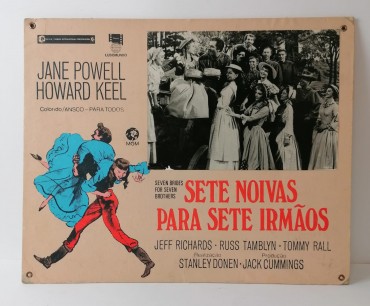 JANE POWELL
HOWARD KEEL
Colorido/ANSCO - PARA TODOS
MGM
SEVEN BRIDES
FOR SEVEN
BROTHERS
SETE NOIVAS
PARA SETE IRMÃOS
JEFF RICHARDS · RUSS TAMBLYN · TOMMY RALL
Realização Produção
STANLEY DONEN · JACK CUMMINGS